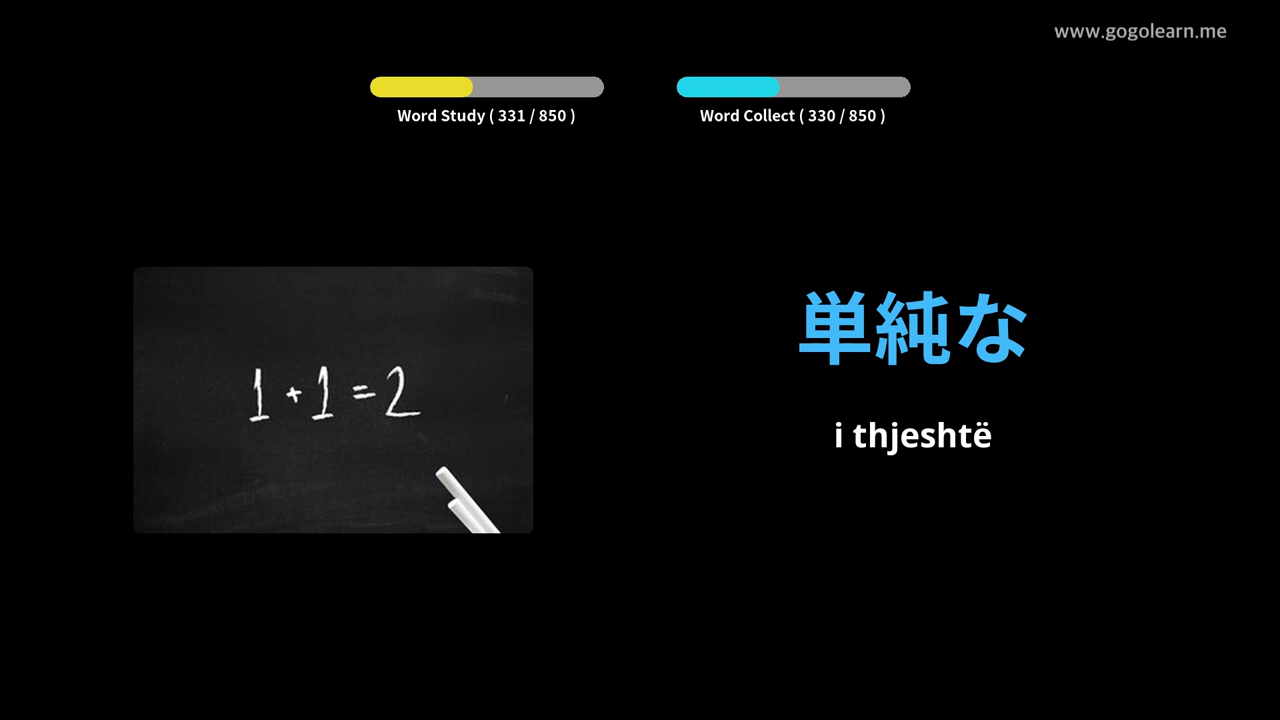 www.gogolearn.me
Word Study ( 331 / 850 )
Word Collect ( 330 / 850 )
1 + 1 = 2
単純な
i thjeshtë